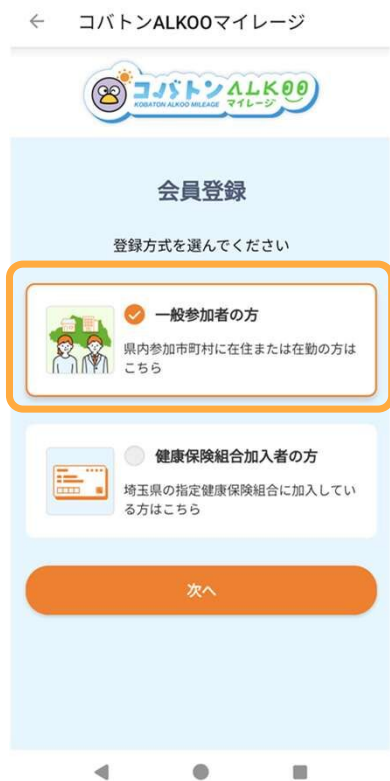 コバトンALKOOマイレージ
コバトン ALKOO
KOBATON ALKOO MILEAGE マイレージ
会員登録
登録方式を選んでください
一般参加者の方
県内参加市町村に在住または在勤の方は
こちら
健康保険組合加入者の方
埼玉県の指定健康保険組合に加入してい
る方はこちら
次へ